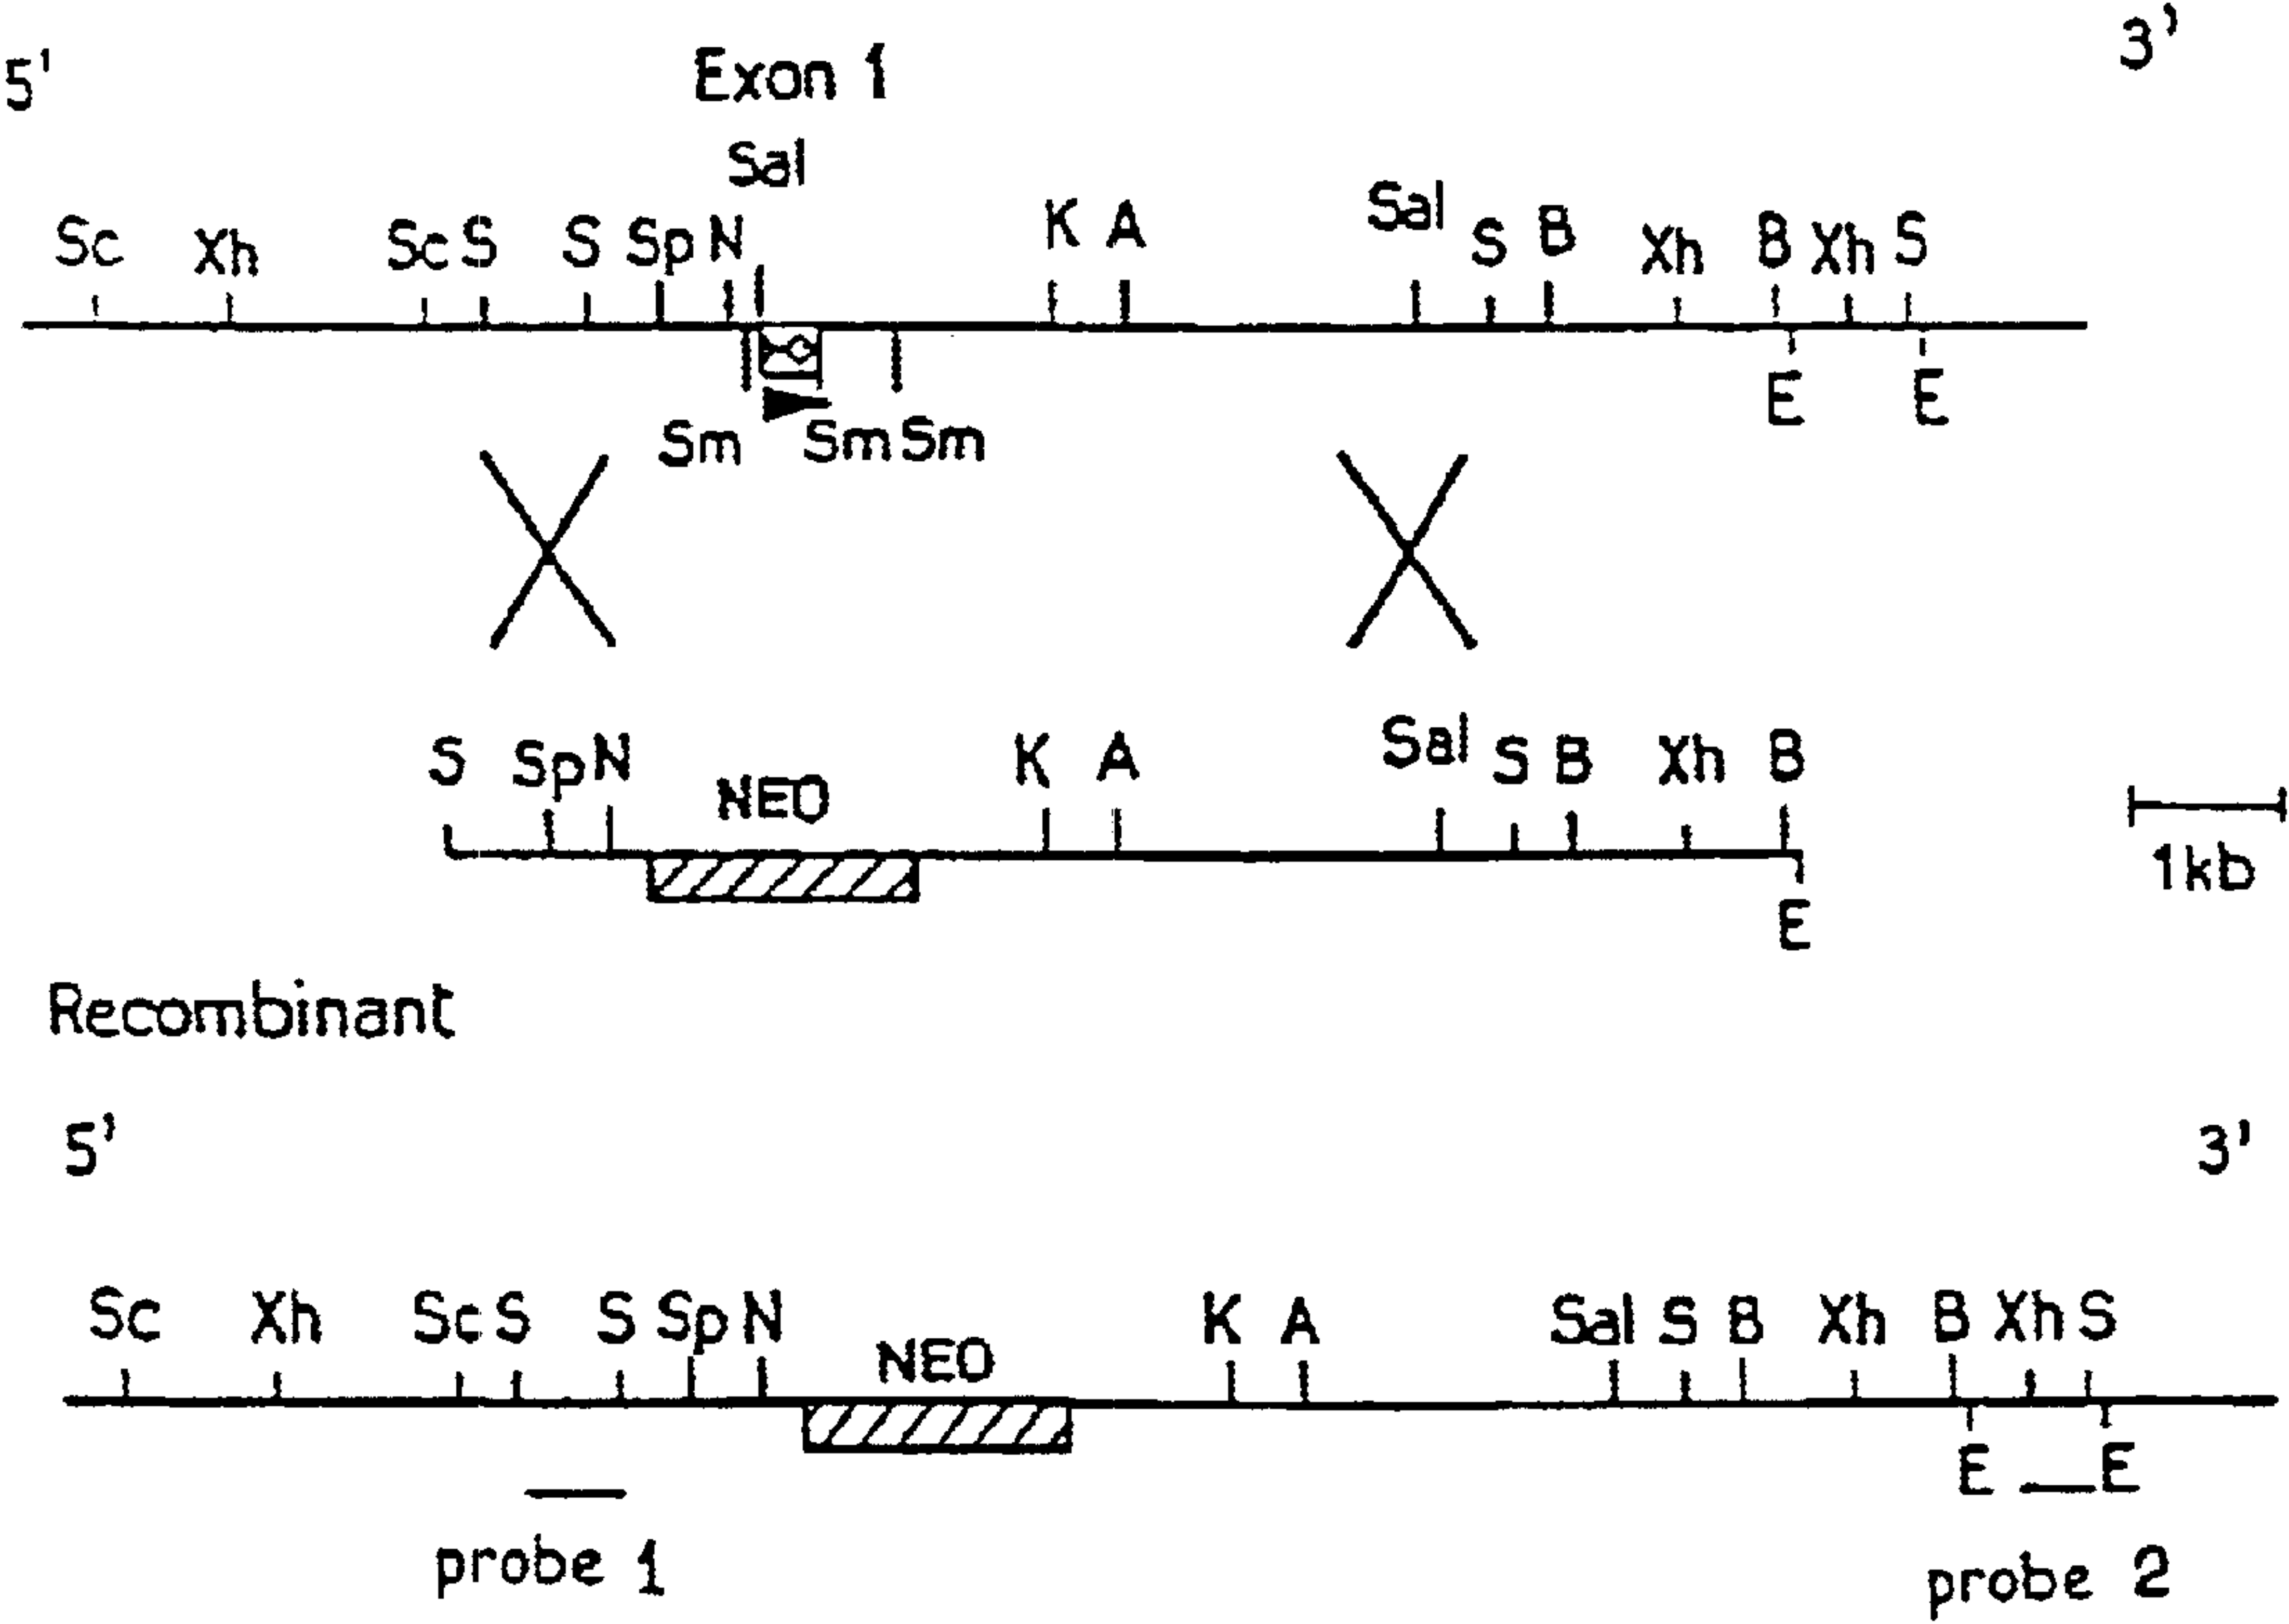 5' Exon 1 3'
Sal
Sc Xh Sc S S Sp N K A Sal S B Xh B Xh S
E E
Sm Sm Sm
S Sp N NEO K A Sal S B Xh B
1kb
E
Recombinant
5' 3'
Sc Xh Sc S S Sp N NEO K A Sal S B Xh B Xh S
E E
probe 1 probe 2